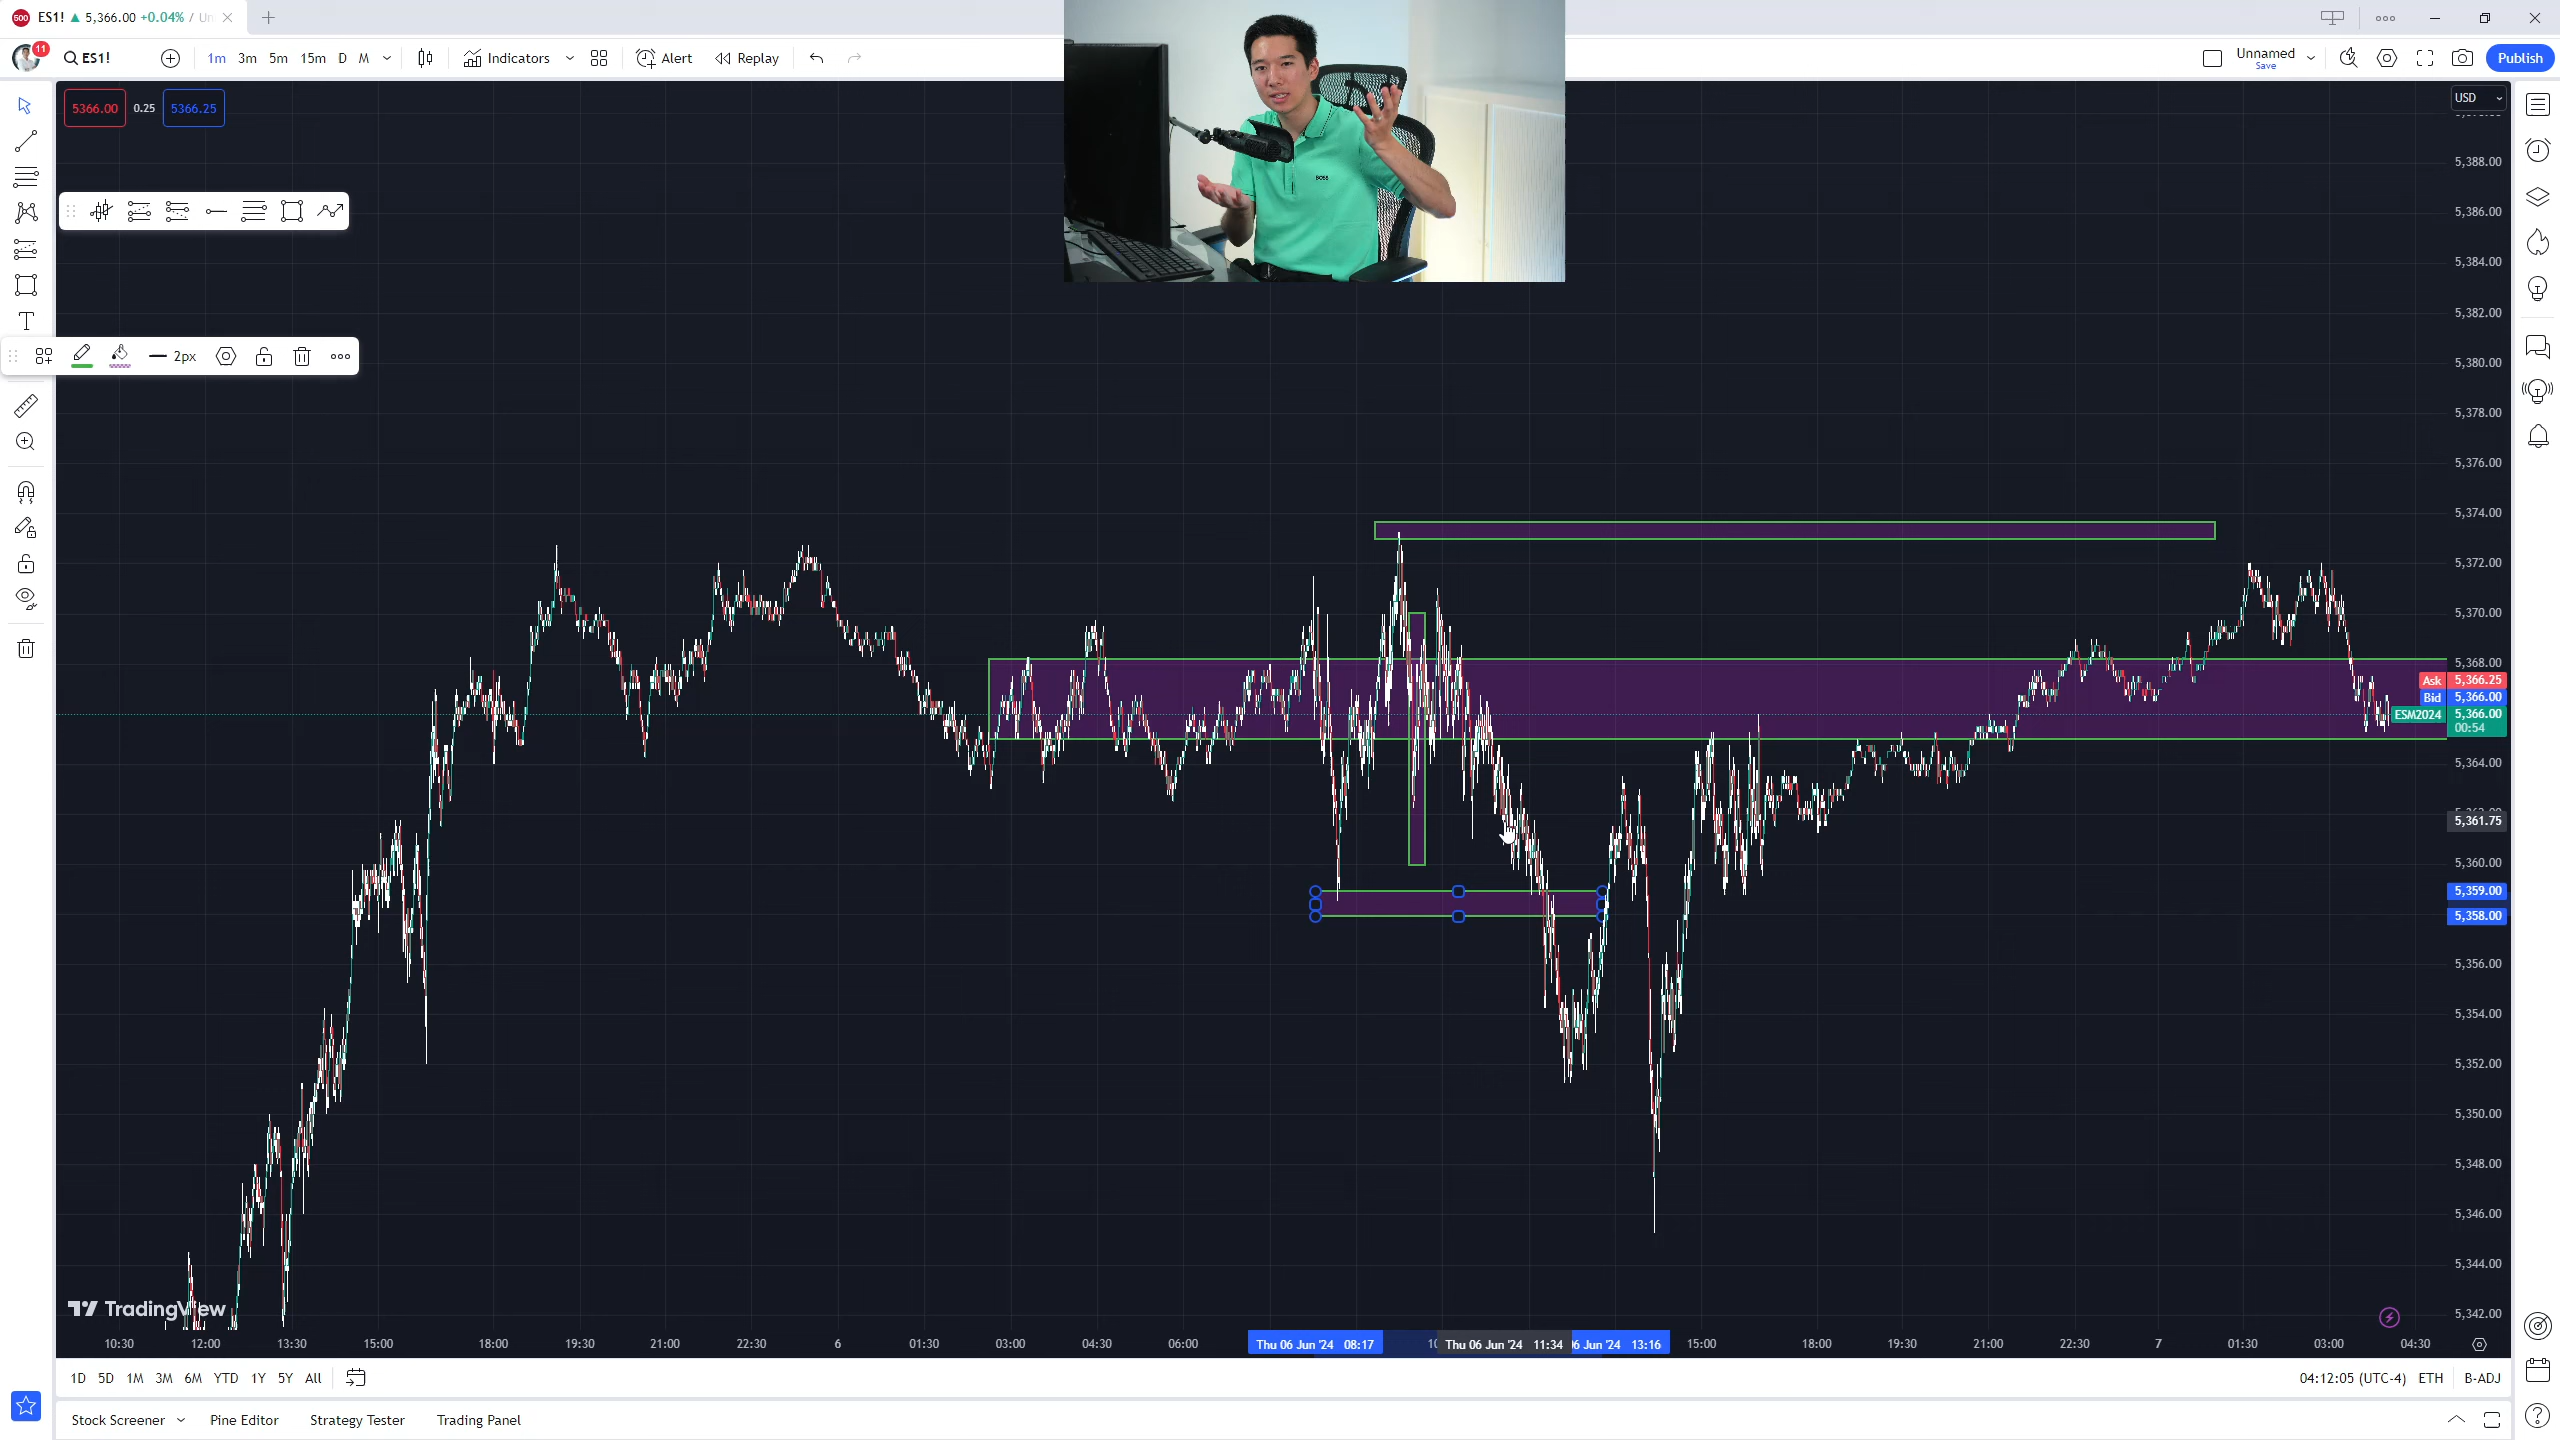 ES1! ▲ 5,366.00 +0.04% / Un
11
ES1! 1m 3m 5m 15m D M Indicators Alert Replay Unnamed Save Publish
5366.00 0.25 5366.25
USD
BOSS
5,388.00
5,386.00
5,384.00
5,382.00
2px
5,380.00
5,378.00
5,376.00
5,374.00
5,372.00
5,370.00
5,368.00
Ask 5,366.25
Bid 5,366.00
ESM2024 5,366.00
00:54
5,364.00
5,361.75
5,360.00
5,359.00
5,358.00
5,356.00
5,354.00
5,352.00
5,350.00
5,348.00
5,346.00
5,344.00
TradingView
5,342.00
10:30 12:00 13:30 15:00 18:00 19:30 21:00 22:30 6 01:30 03:00 04:30 06:00 Thu 06 Jun '24 08:17 Thu 06 Jun '24 11:34 Jun '24 13:16 15:00 18:00 19:30 21:00 22:30 7 01:30 03:00 04:30
1D 5D 1M 3M 6M YTD 1Y 5Y All 04:12:05 (UTC-4) ETH B-ADJ
Stock Screener Pine Editor Strategy Tester Trading Panel